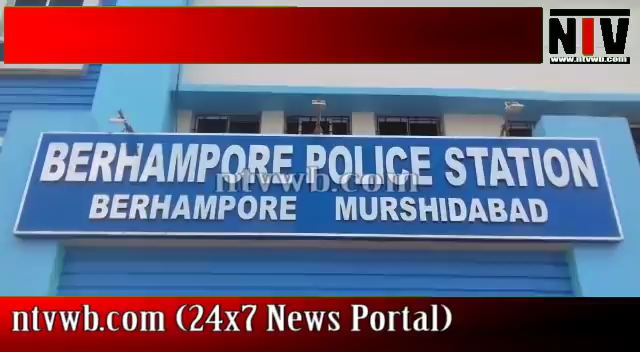 NTV
www.ntvwb.com
BERHAMPORE POLICE STATION
ntvwb.com
BERHAMPORE MURSHIDABAD
ntvwb.com (24x7 News Portal)